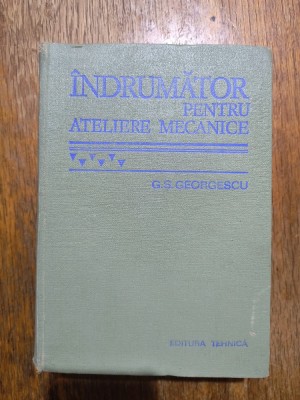 ÎNDRUMĂTOR
PENTRU
ATELIERE MECANICE
G.S. GEORGESCU
EDITURA TEHNICĂ